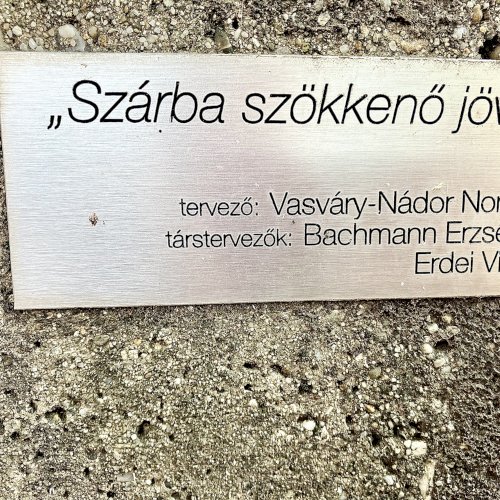 „Szárba szökkenő jöv
tervező: Vasváry-Nádor Nor
társtervezők: Bachmann Erzse
Erdei Vi